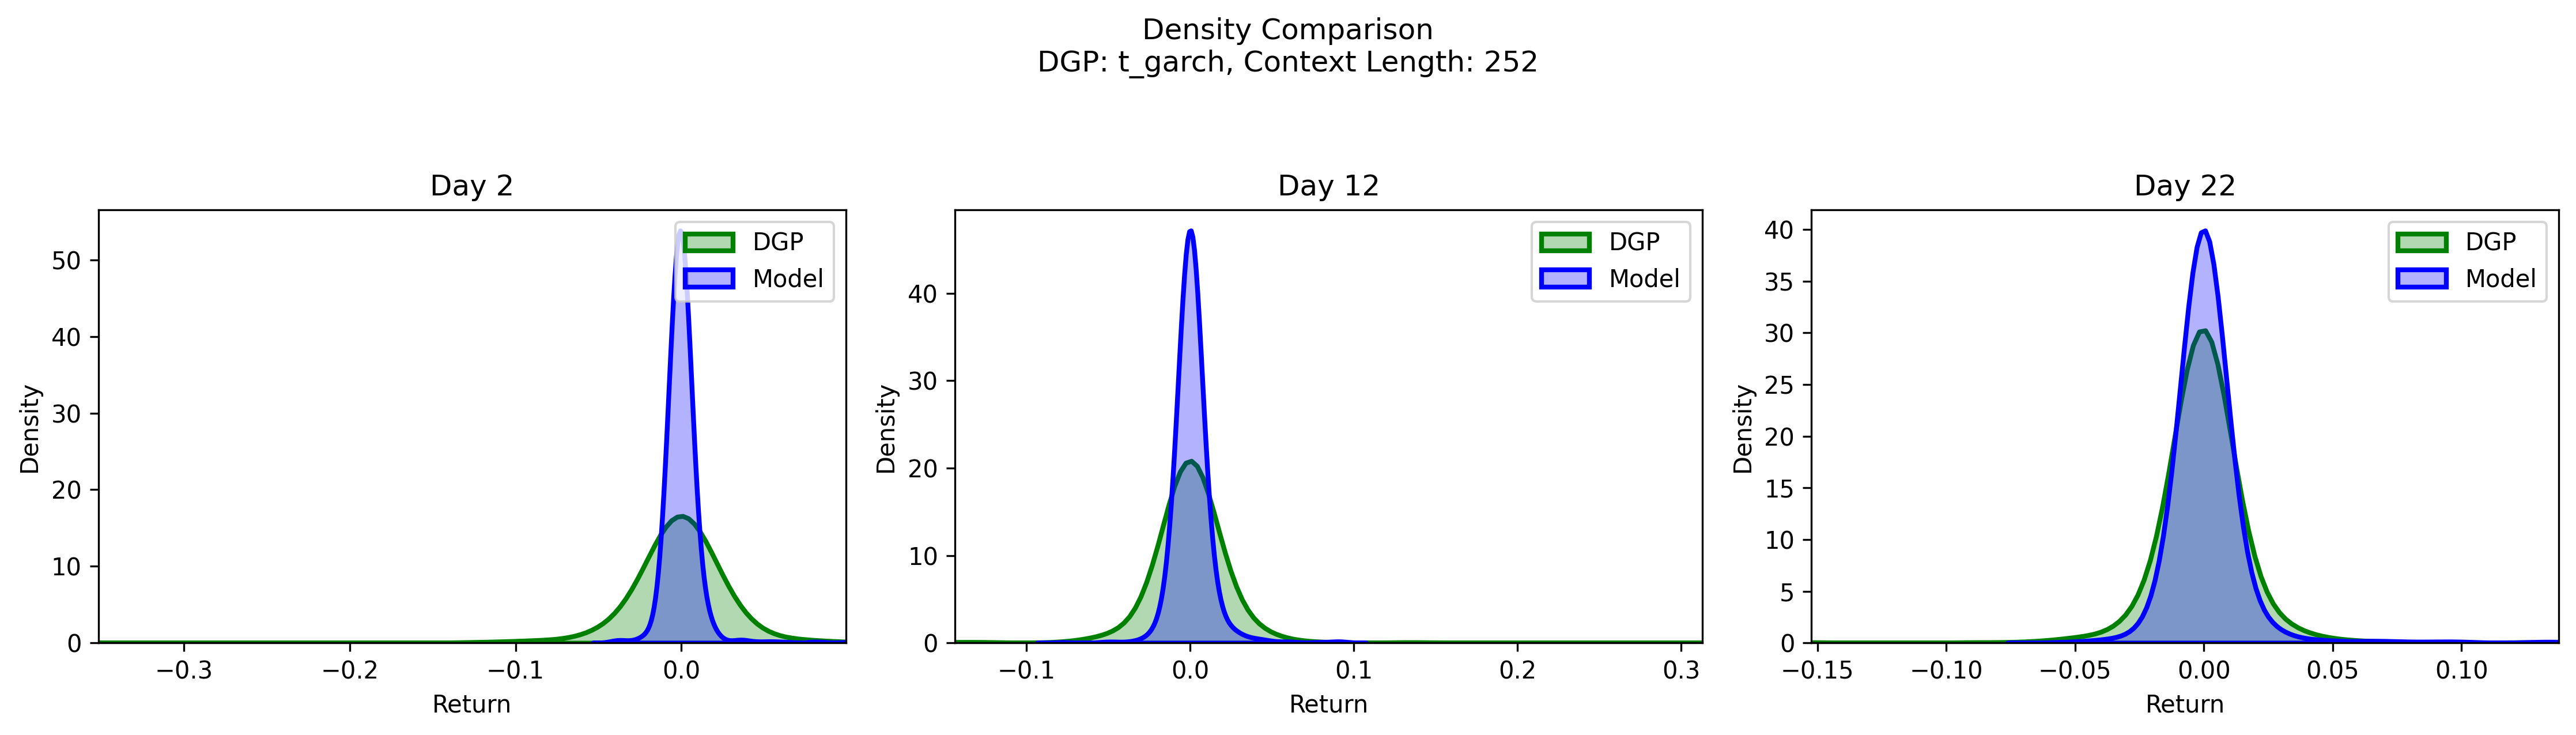 Density Comparison
DGP: t_garch, Context Length: 252
Day 2
50
40
30
20
10
0
Density
−0.3
−0.2
−0.1
0.0
Return
DGP
Model
Day 12
40
30
20
10
0
Density
−0.1
0.0
0.1
0.2
0.3
Return
DGP
Model
Day 22
40
35
30
25
20
15
10
5
0
Density
−0.15
−0.10
−0.05
0.00
0.05
0.10
Return
DGP
Model